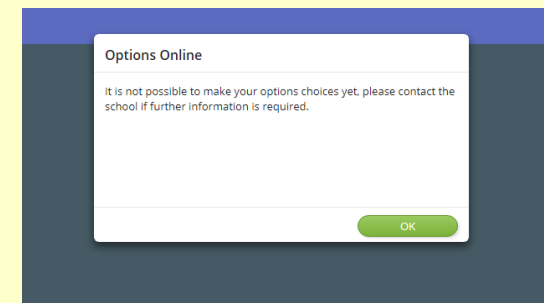 Options Online
It is not possible to make your options choices yet, please contact the
school if further information is required.
OK